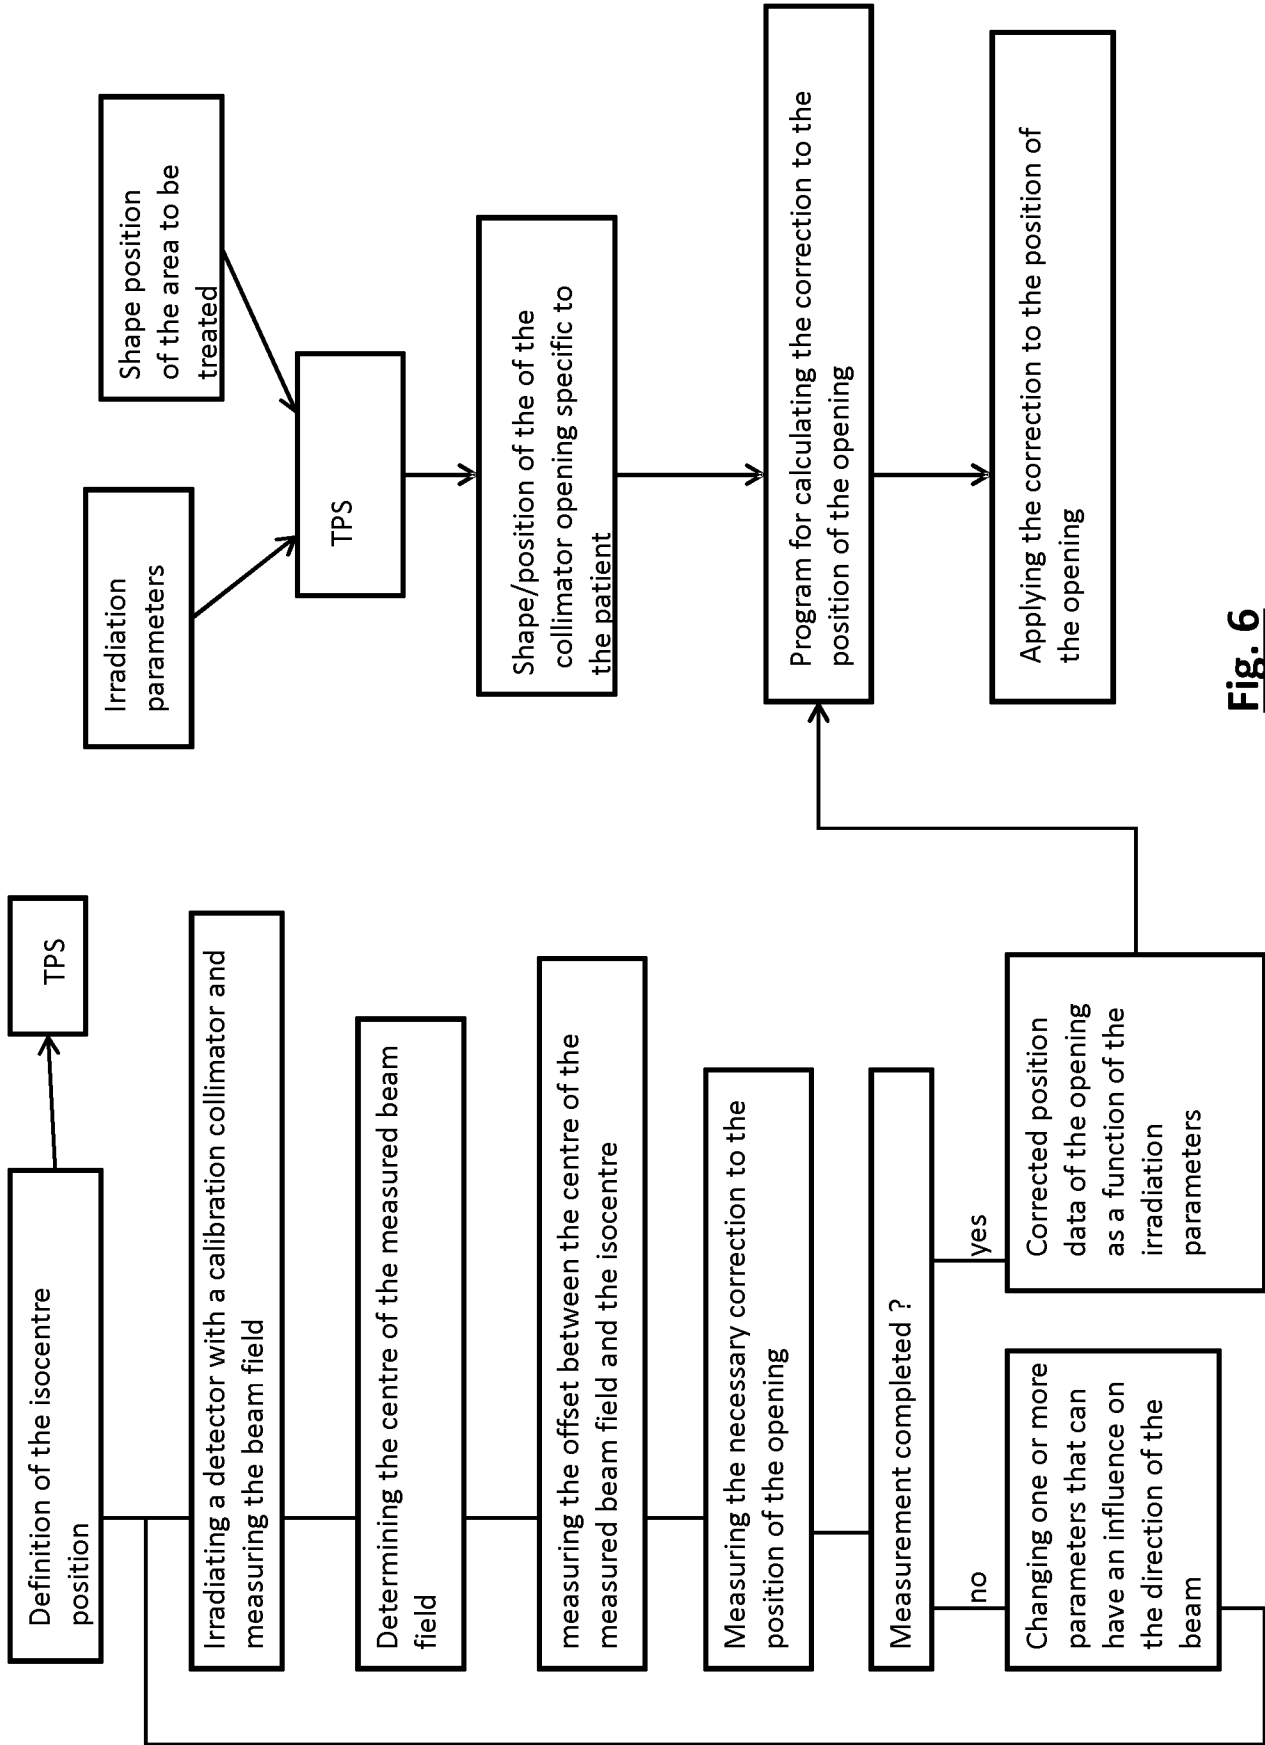 Definition of the isocentre
position
TPS
Irradiating a detector with a calibration collimator and
measuring the beam field
Determining the centre of the measured beam
field
measuring the offset between the centre of the
measured beam field and the isocentre
Measuring the necessary correction to the
position of the opening
Measurement completed ?
no
yes
Changing one or more
parameters that can
have an influence on
the direction of the
beam
Corrected position
data of the opening
as a function of the
irradiation
parameters
Irradiation
parameters
Shape position
of the area to be
treated
TPS
Shape/position of the of the
collimator opening specific to
the patient
Program for calculating the correction to the
position of the opening
Applying the correction to the position of
the opening
Fig. 6